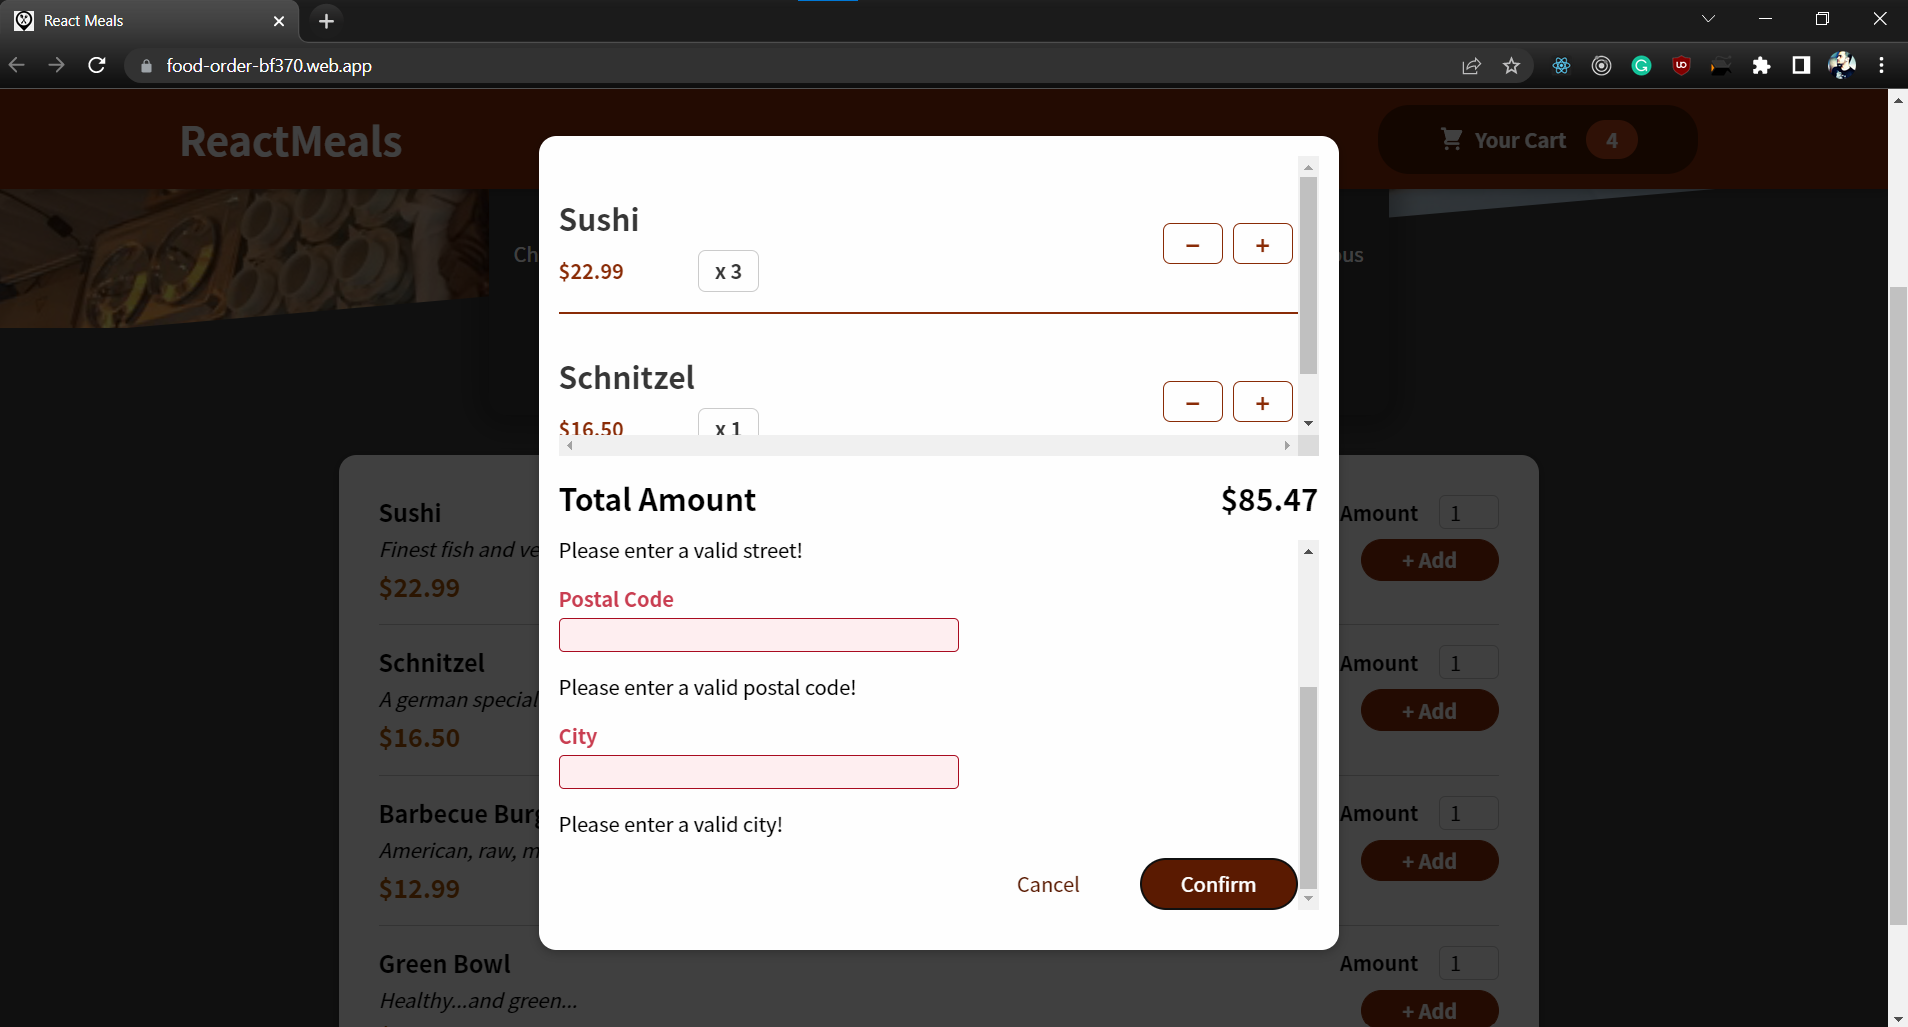 React Meals
food-order-bf370.web.app
ReactMeals
Your Cart 4
Ch
ous
Sushi
$22.99 x 3
− +
Schnitzel
$16.50 x 1
− +
Total Amount $85.47
Please enter a valid street!
Postal Code
Please enter a valid postal code!
City
Please enter a valid city!
Cancel Confirm
Sushi
Finest fish and ve
$22.99
Amount 1
+ Add
Schnitzel
A german special
$16.50
Amount 1
+ Add
Barbecue Burg
American, raw, m
$12.99
Amount 1
+ Add
Green Bowl
Healthy...and green...
Amount 1
+ Add